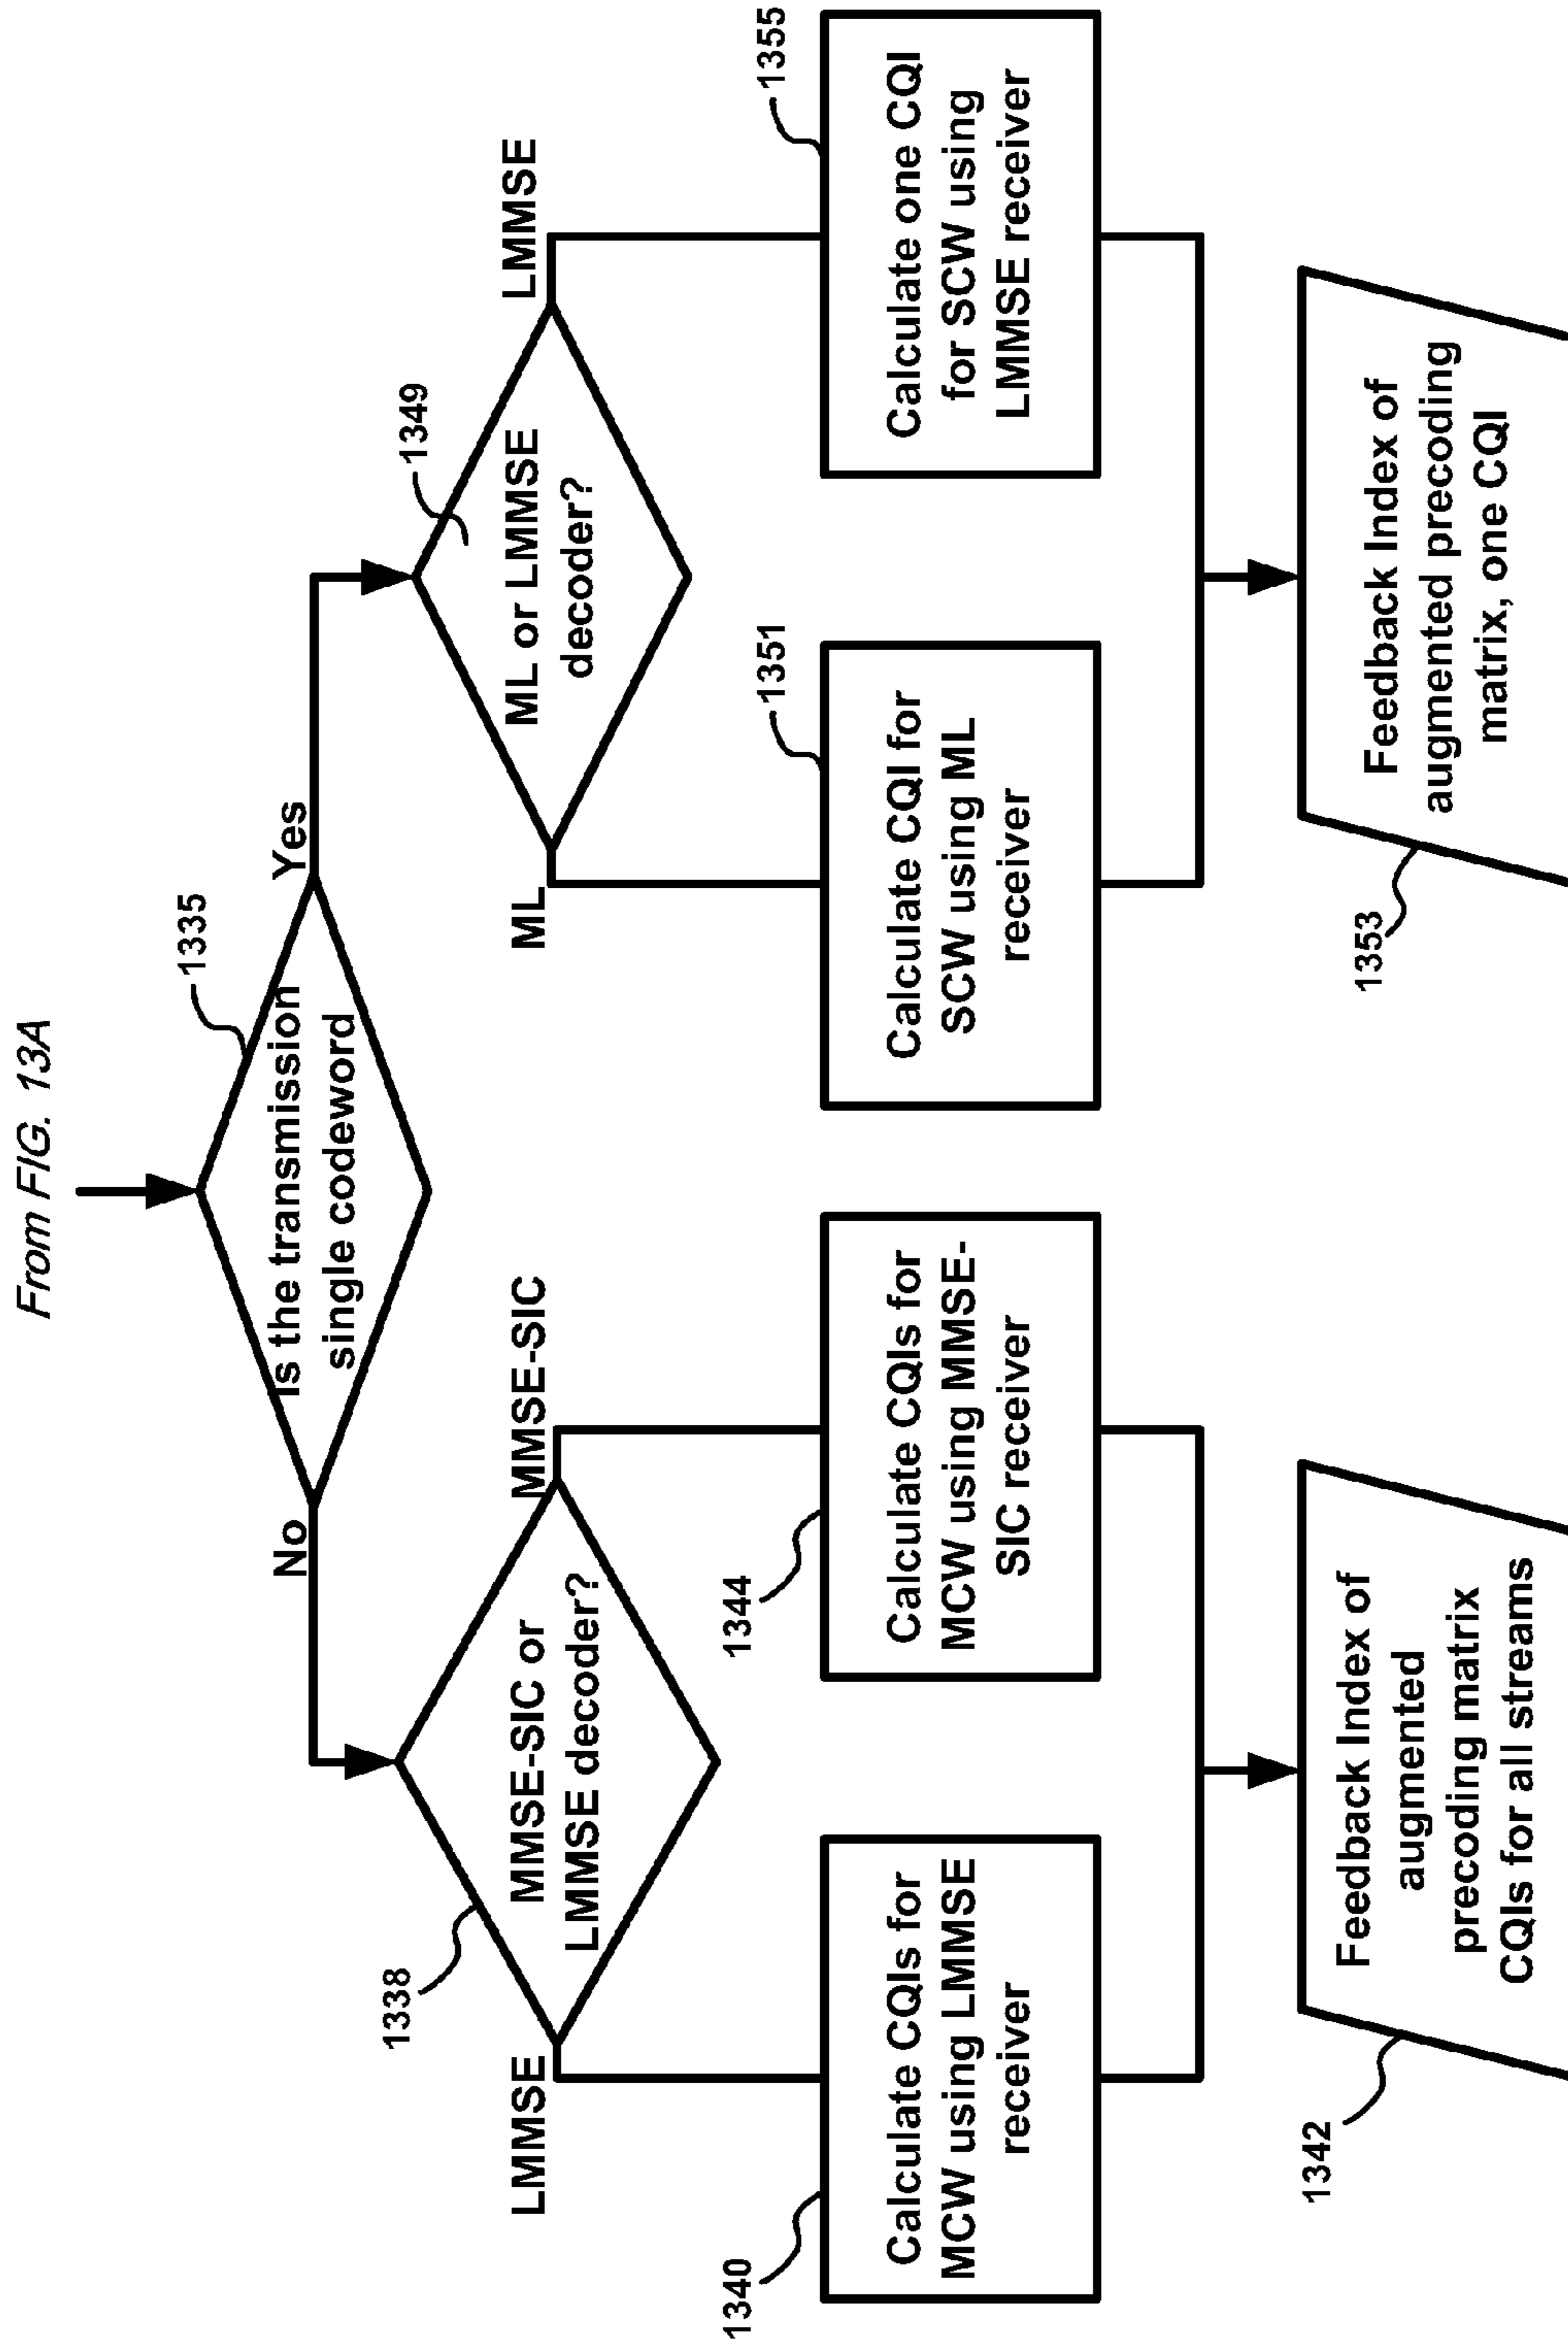 From FIG. 13A
1335
Is the transmission
single codeword
No
Yes
1338
MMSE-SIC or
LMMSE decoder?
LMMSE
MMSE-SIC
1349
ML or LMMSE
decoder?
ML
LMMSE
1340
Calculate CQIs for
MCW using LMMSE
receiver
1344
Calculate CQIs for
MCW using MMSE-
SIC receiver
1351
Calculate CQI for
SCW using ML
receiver
1355
Calculate one CQI
for SCW using
LMMSE receiver
1342
Feedback Index of
augmented
precoding matrix
CQIs for all streams
1353
Feedback Index of
augmented precoding
matrix, one CQI